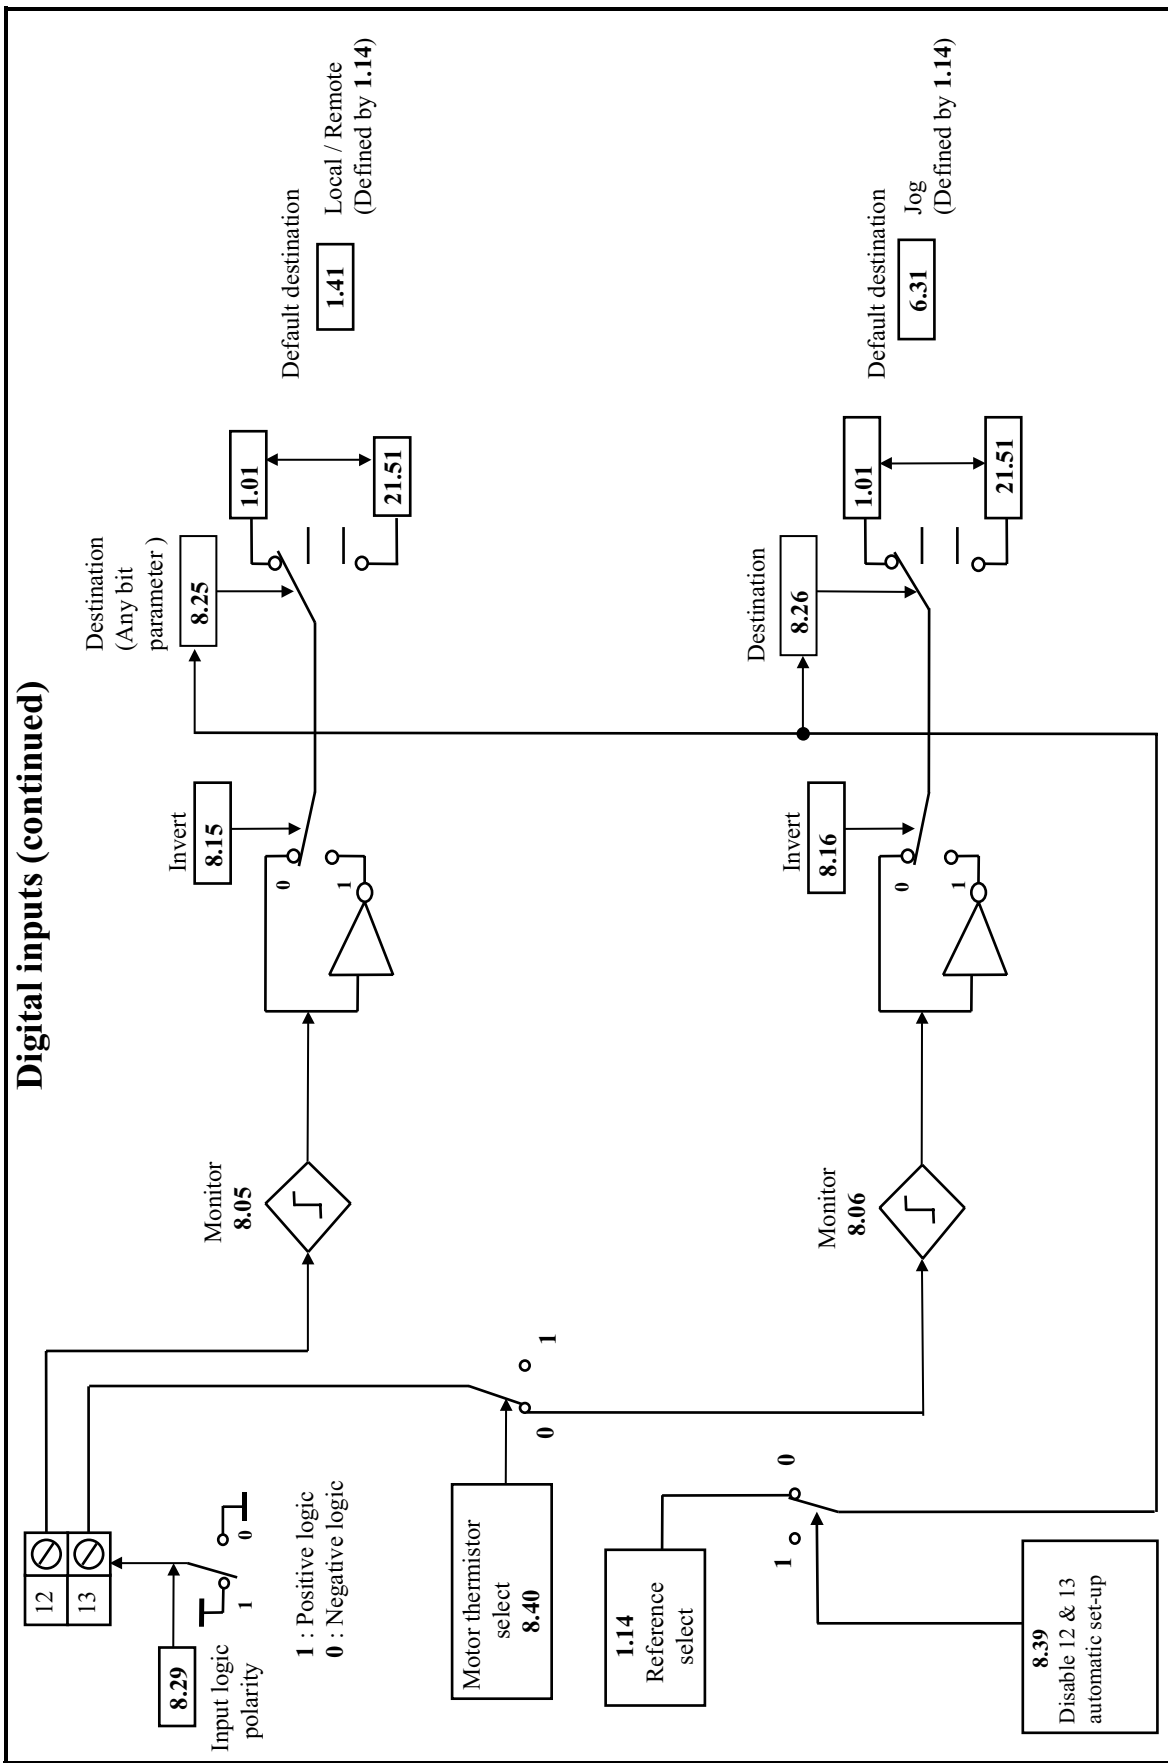 Digital inputs (continued)
12
13
8.29
Input logic
polarity
1
0
1 : Positive logic
0 : Negative logic
Monitor
8.05
Invert
8.15
0
1
Destination
(Any bit
parameter )
8.25
1.01
21.51
Default destination
1.41
Local / Remote
(Defined by 1.14)
Motor thermistor
select
8.40
0
1
Monitor
8.06
Invert
8.16
0
1
Destination
8.26
1.01
21.51
Default destination
6.31
Jog
(Defined by 1.14)
1.14
Reference
select
1
0
8.39
Disable 12 & 13
automatic set-up